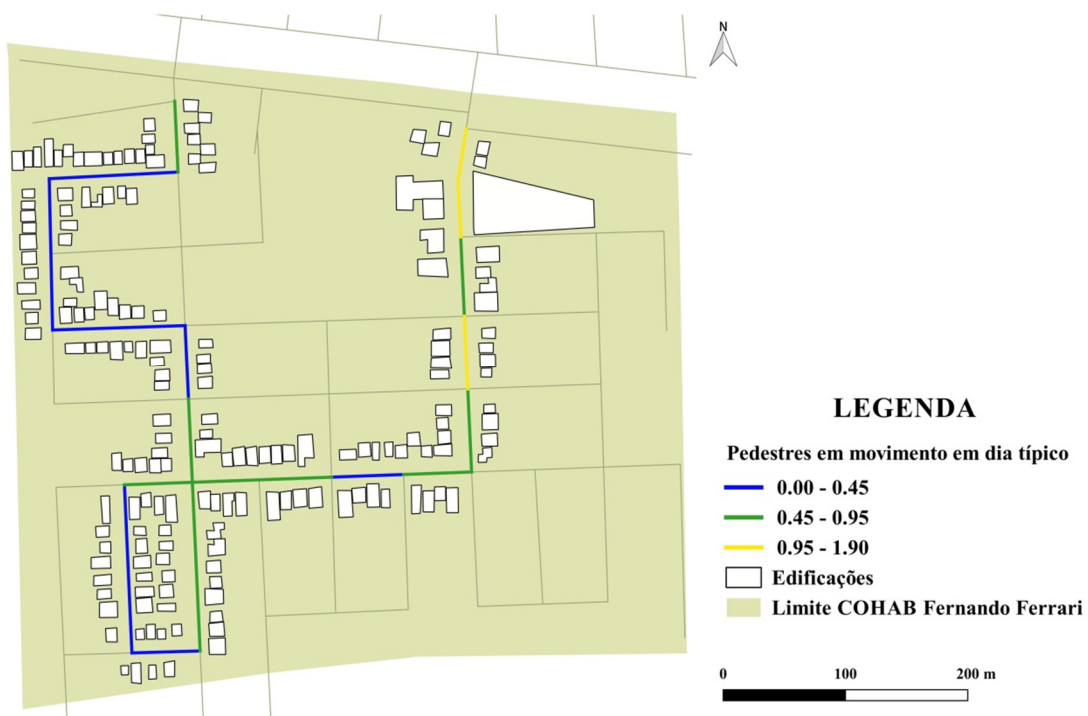 N
LEGENDA
Pedestres em movimento em dia típico
0.00 - 0.45
0.45 - 0.95
0.95 - 1.90
Edificações
Limite COHAB Fernando Ferrari
0 100 200 m